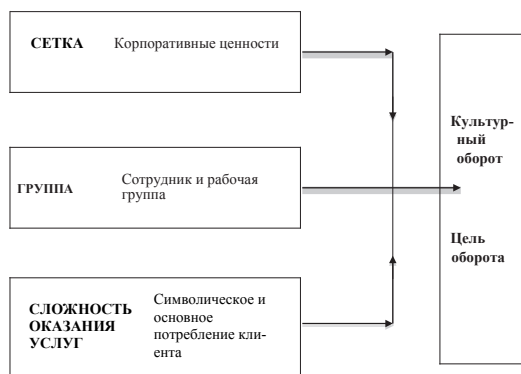 СЕТКА Корпоративные ценности
ГРУППА Сотрудник и рабочая
группа
СЛОЖНОСТЬ
ОКАЗАНИЯ
УСЛУГ
Символическое и
основное
потребление кли-
ента
Культур-
ный
оборот
Цель
оборота